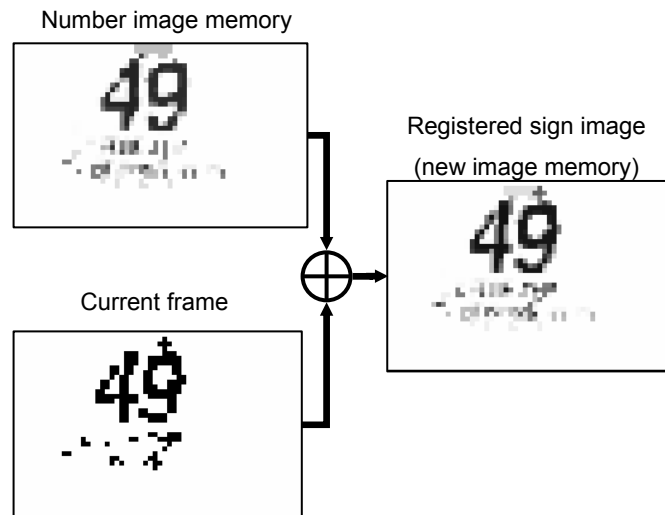 Number image memory
49
Registered sign image
(new image memory)
49
Current frame
49